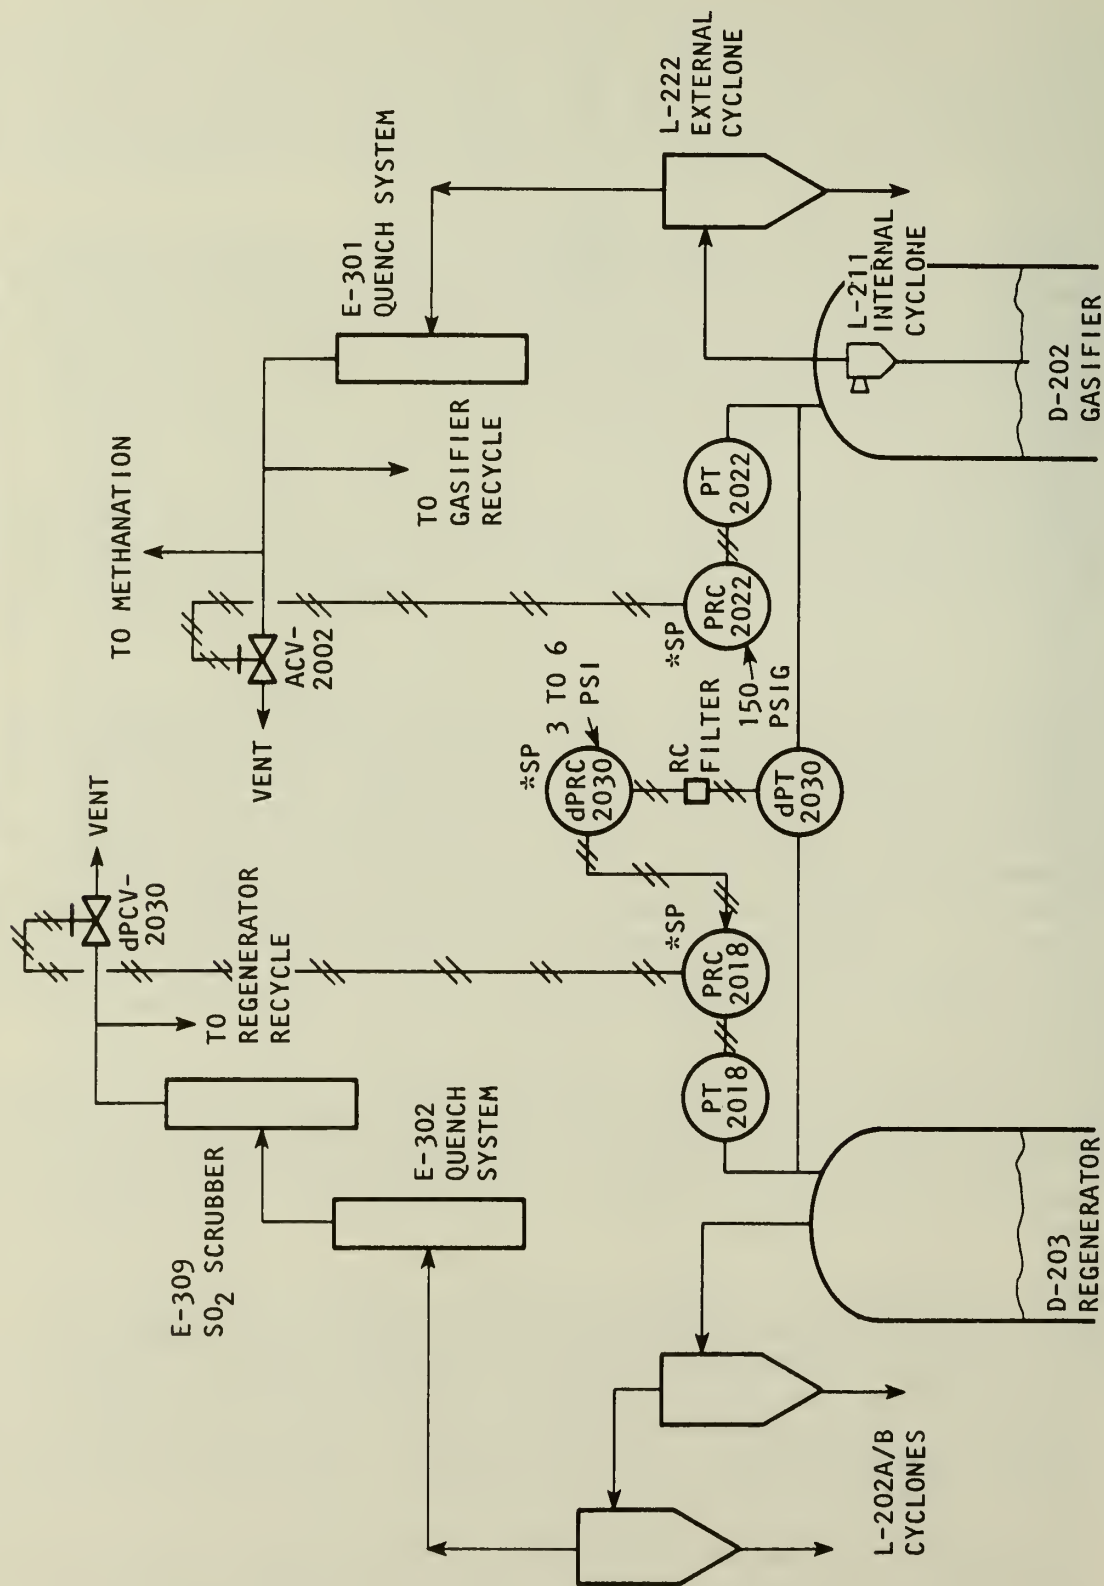 TO METHANATION
E-301
QUENCH SYSTEM
L-222
EXTERNAL
CYCLONE
VENT
ACV-
2002
TO
GASIFIER
RECYCLE
VENT
dPCV-
2030
TO
REGENERATOR
RECYCLE
E-309
SO2 SCRUBBER
E-302
QUENCH
SYSTEM
*SP
3 TO 6
PSI
dPRC
2030
RC
FILTER
dPT
2030
*SP
PRC
2022
150
PSIG
PT
2022
*SP
PRC
2018
PT
2018
L-211
INTERNAL
CYCLONE
D-202
GASIFIER
D-203
REGENERATOR
L-202A/B
CYCLONES